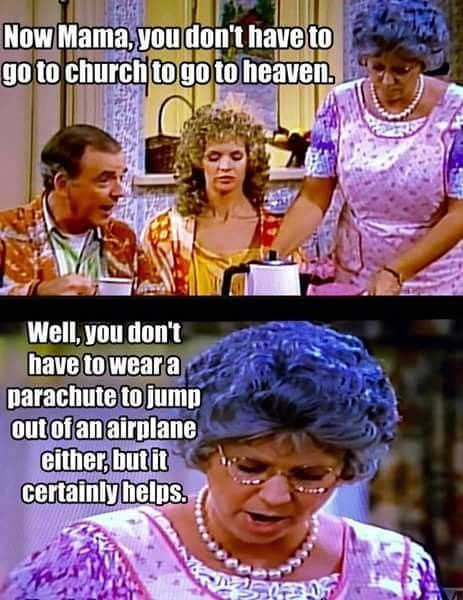 Now Mama, you don't have to
go to church to go to heaven.
Well, you don't
have to wear a
parachute to jump
out of an airplane
either, but it
certainly helps.